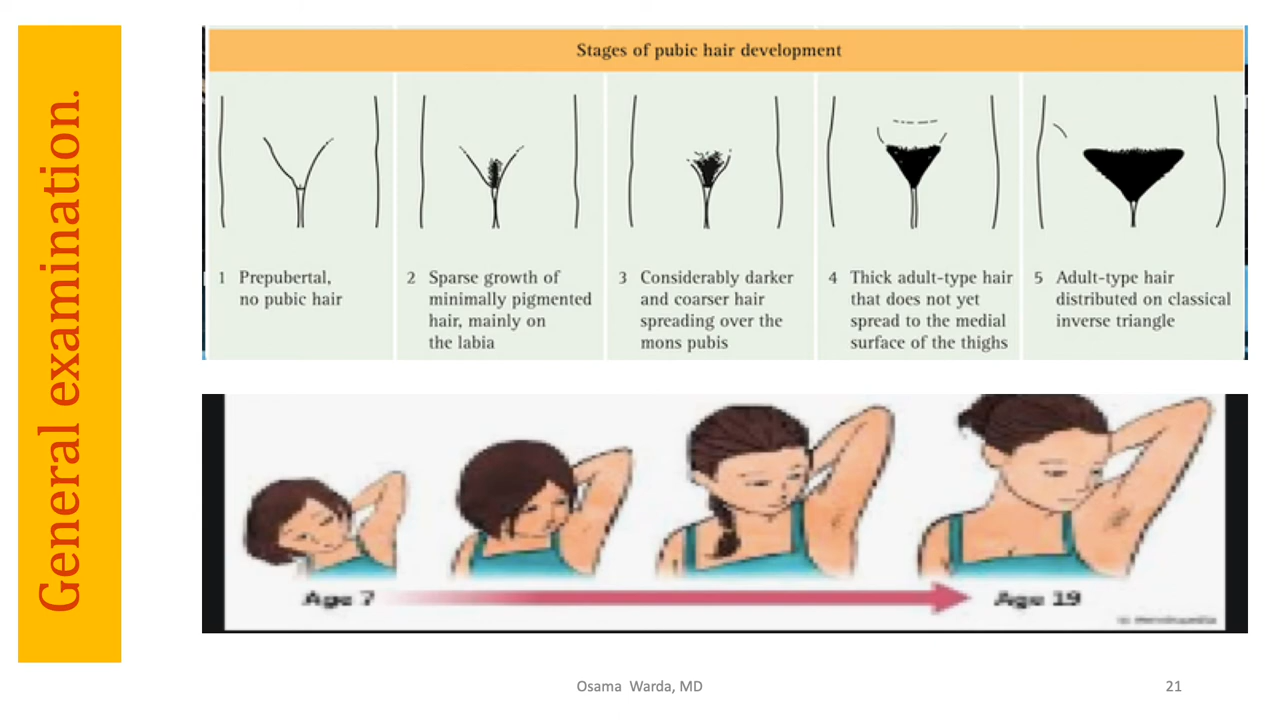 General examination.
Stages of pubic hair development
1 Prepubertal,
no pubic hair
2 Sparse growth of
minimally pigmented
hair, mainly on
the labia
3 Considerably darker
and coarser hair
spreading over the
mons pubis
4 Thick adult-type hair
that does not yet
spread to the medial
surface of the thighs
5 Adult-type hair
distributed on classical
inverse triangle
Age 7
Age 19
Osama Warda, MD
21